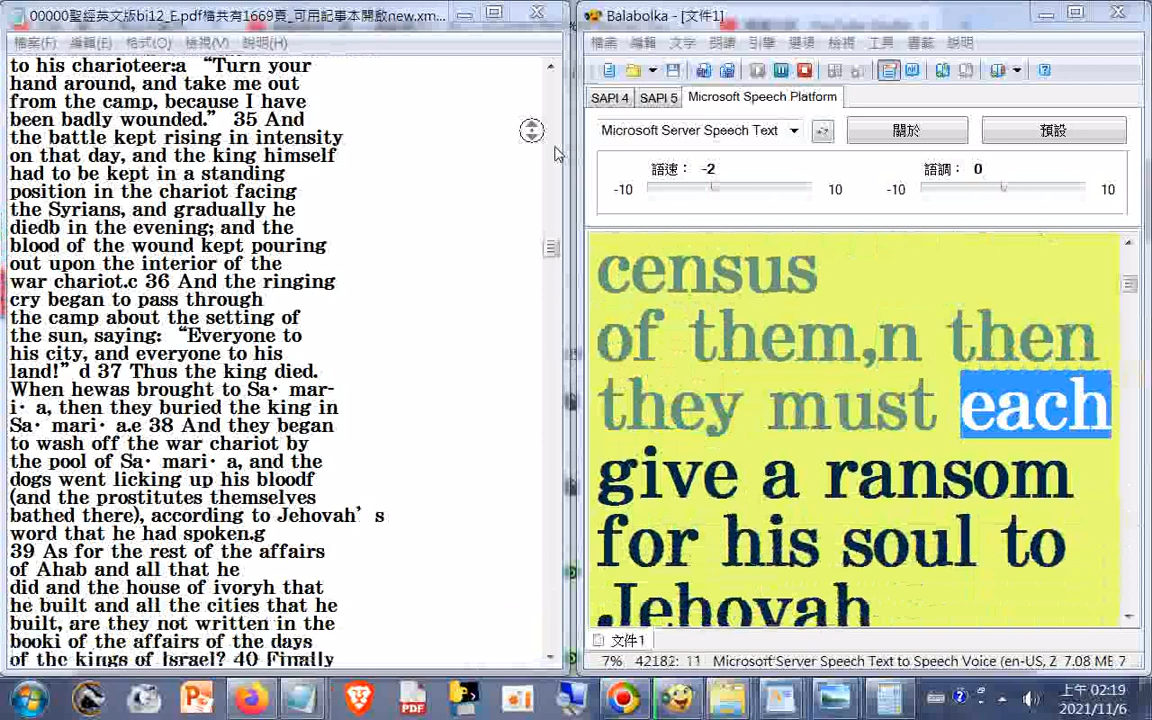 00000聖經英文版bi12_E.pdf檔共有1669頁_可用記事本開啟new.xm...
檔案(F) 編輯(E) 格式(O) 檢視(V) 說明(H)
to his charioteer:a “Turn your
hand around, and take me out
from the camp, because I have
been badly wounded.” 35 And
the battle kept rising in intensity
on that day, and the king himself
had to be kept in a standing
position in the chariot facing
the Syrians, and gradually he
diedb in the evening; and the
blood of the wound kept pouring
out upon the interior of the
war chariot.c 36 And the ringing
cry began to pass through
the camp about the setting of
the sun, saying: “Everyone to
his city, and everyone to his
land!” d 37 Thus the king died.
When hewas brought to Sa· mar-
i· a, then they buried the king in
Sa· mari· a.e 38 And they began
to wash off the war chariot by
the pool of Sa· mari· a, and the
dogs went licking up his bloodf
(and the prostitutes themselves
bathed there), according to Jehovah’ s
word that he had spoken.g
39 As for the rest of the affairs
of Ahab and all that he
did and the house of ivoryh that
he built and all the cities that he
built, are they not written in the
booki of the affairs of the days
of the kings of Israel? 40 Finally
Balabolka - [文件1]
檔案 編輯 文字 朗讀 引擎 選項 檢視 工具 書籤 說明
SAPI 4 SAPI 5 Microsoft Speech Platform
Microsoft Server Speech Text 關於 預設
語速： -2 語調： 0
-10 10 -10 10
census
of them,n then
they must each
give a ransom
for his soul to
Jehovah
文件1
7% 42182: 11 Microsoft Server Speech Text to Speech Voice (en-US, Z 7.08 ME 7
PDF
上午 02:19
2021/11/6